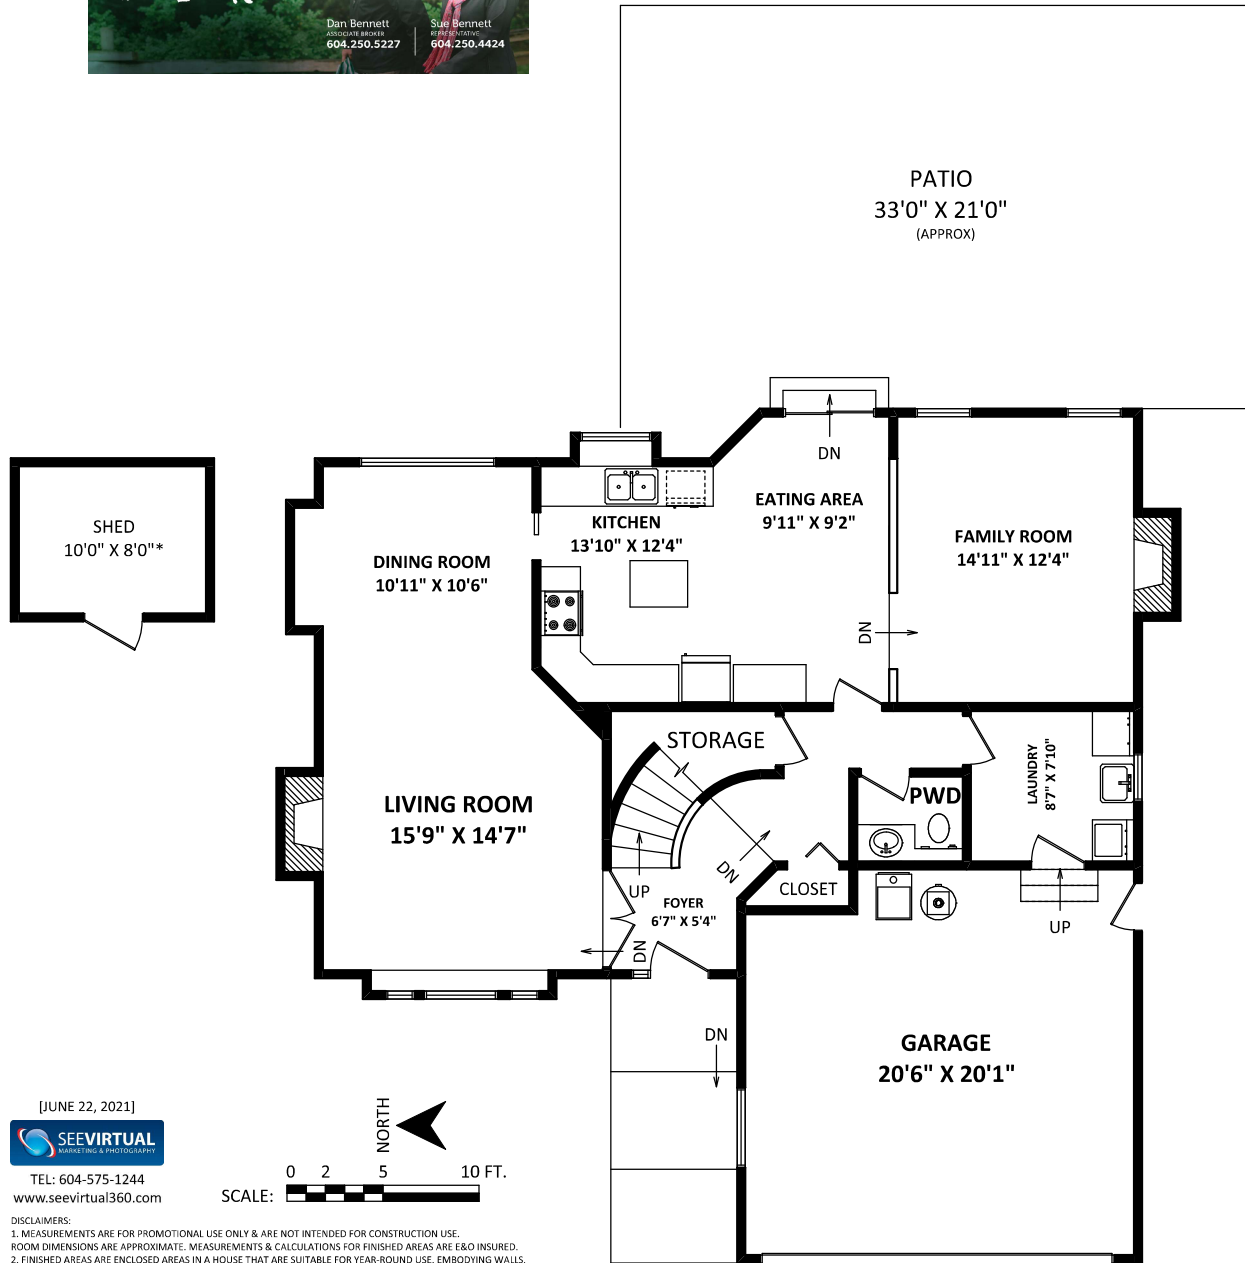 Dan Bennett
ASSOCIATE BROKER
604.250.5227
Sue Bennett
REPRESENTATIVE
604.250.4424
PATIO
33'0" X 21'0"
(APPROX)
DN
SHED
10'0" X 8'0"*
DINING ROOM
10'11" X 10'6"
KITCHEN
13'10" X 12'4"
EATING AREA
9'11" X 9'2"
FAMILY ROOM
14'11" X 12'4"
DN
STORAGE
LAUNDRY
8'7" X 7'10"
PWD
LIVING ROOM
15'9" X 14'7"
UP
DN
CLOSET
FOYER
6'7" X 5'4"
DN
UP
DN
GARAGE
20'6" X 20'1"
[JUNE 22, 2021]
SEEVIRTUAL
MARKETING & PHOTOGRAPHY
TEL: 604-575-1244
www.seevirtual360.com
NORTH
0 2 5 10 FT.
SCALE:
DISCLAIMERS:
1. MEASUREMENTS ARE FOR PROMOTIONAL USE ONLY & ARE NOT INTENDED FOR CONSTRUCTION USE.
ROOM DIMENSIONS ARE APPROXIMATE. MEASUREMENTS & CALCULATIONS FOR FINISHED AREAS ARE E&O INSURED.
2. FINISHED AREAS ARE ENCLOSED AREAS IN A HOUSE THAT ARE SUITABLE FOR YEAR-ROUND USE, EMBODYING WALLS,